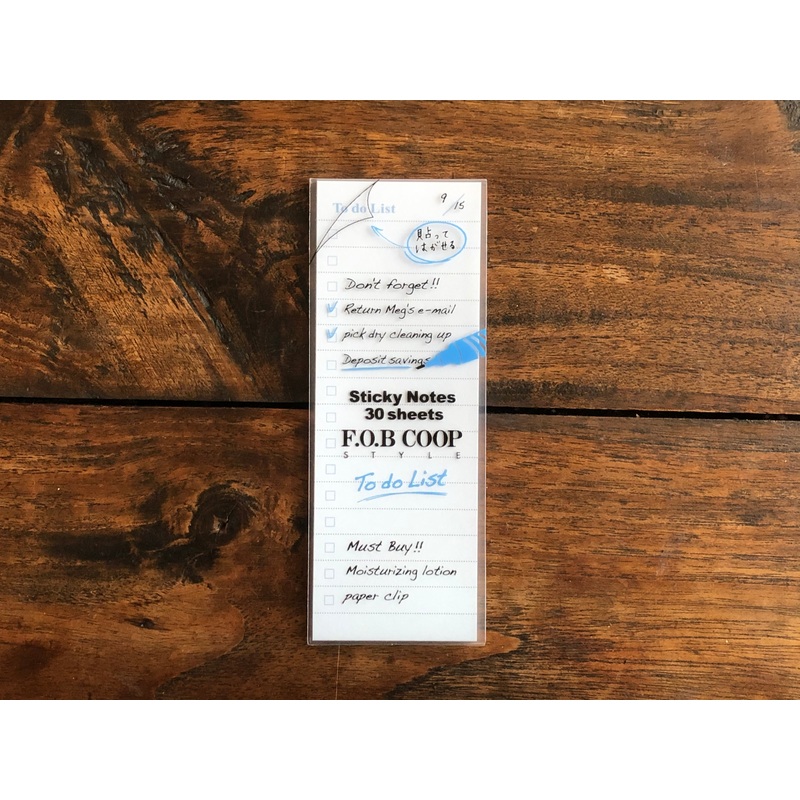 To do List
9/15
貼って
はがせる
Don't forget!!
Return Meg's e-mail
pick dry cleaning up
Deposit savings
Sticky Notes
30 sheets
F.O.B COOP
STYLE
To do List
Must Buy!!
Moisturizing lotion
paper clip